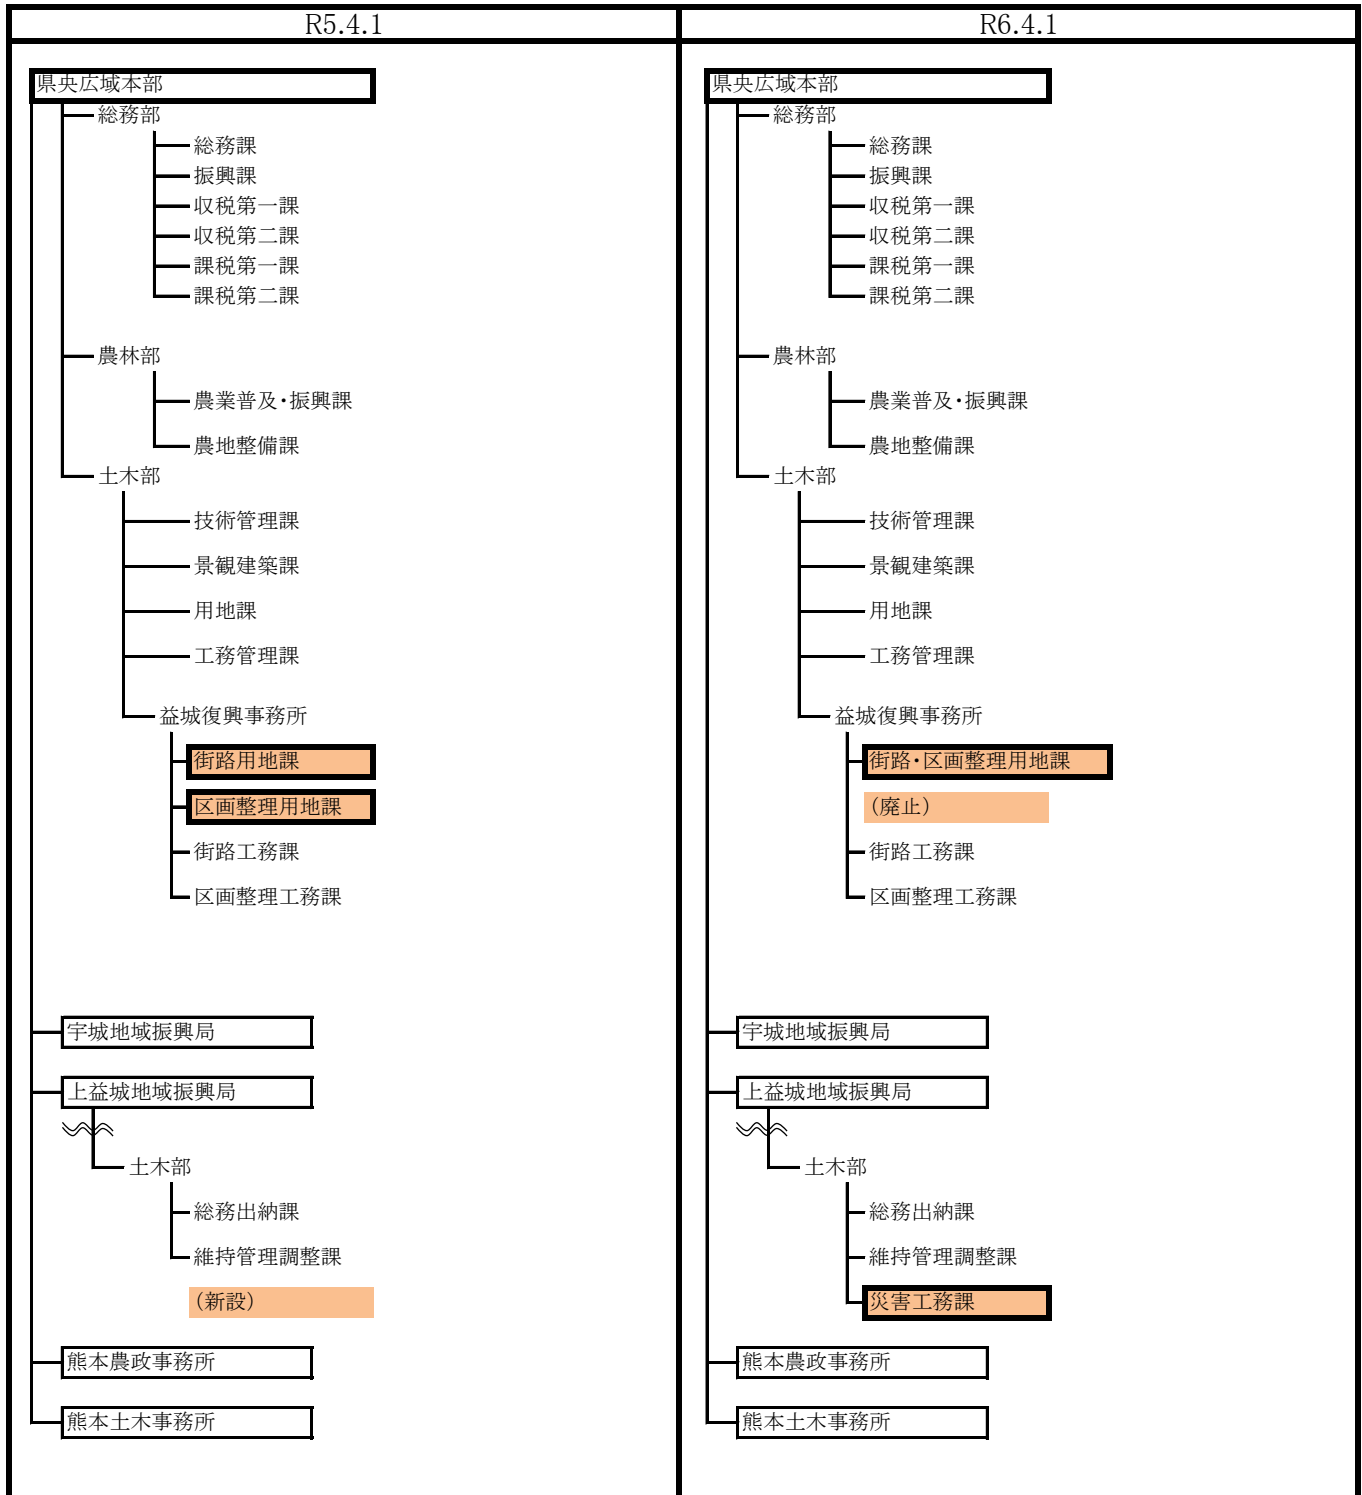 R5.4.1
県央広域本部
総務部
総務課
振興課
収税第一課
収税第二課
課税第一課
課税第二課
農林部
農業普及・振興課
農地整備課
土木部
技術管理課
景観建築課
用地課
工務管理課
益城復興事務所
街路用地課
区画整理用地課
街路工務課
区画整理工務課
宇城地域振興局
上益城地域振興局
土木部
総務出納課
維持管理調整課
（新設）
熊本農政事務所
熊本土木事務所
R6.4.1
県央広域本部
総務部
総務課
振興課
収税第一課
収税第二課
課税第一課
課税第二課
農林部
農業普及・振興課
農地整備課
土木部
技術管理課
景観建築課
用地課
工務管理課
益城復興事務所
街路・区画整理用地課
（廃止）
街路工務課
区画整理工務課
宇城地域振興局
上益城地域振興局
土木部
総務出納課
維持管理調整課
災害工務課
熊本農政事務所
熊本土木事務所